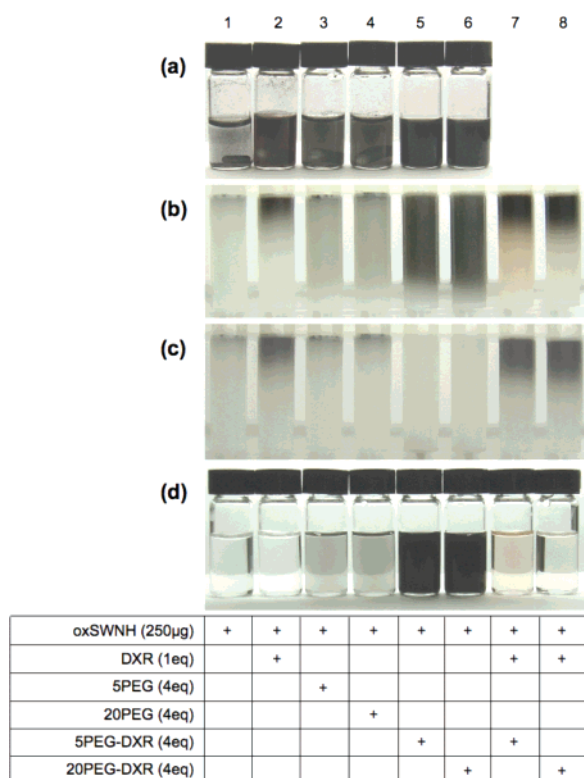 1 2 3 4 5 6 7 8
(a)
(b)
(c)
(d)
oxSWNH (250µg) + + + + + + + +
DXR (1eq) + + +
5PEG (4eq) +
20PEG (4eq) +
5PEG-DXR (4eq) + +
20PEG-DXR (4eq) + +